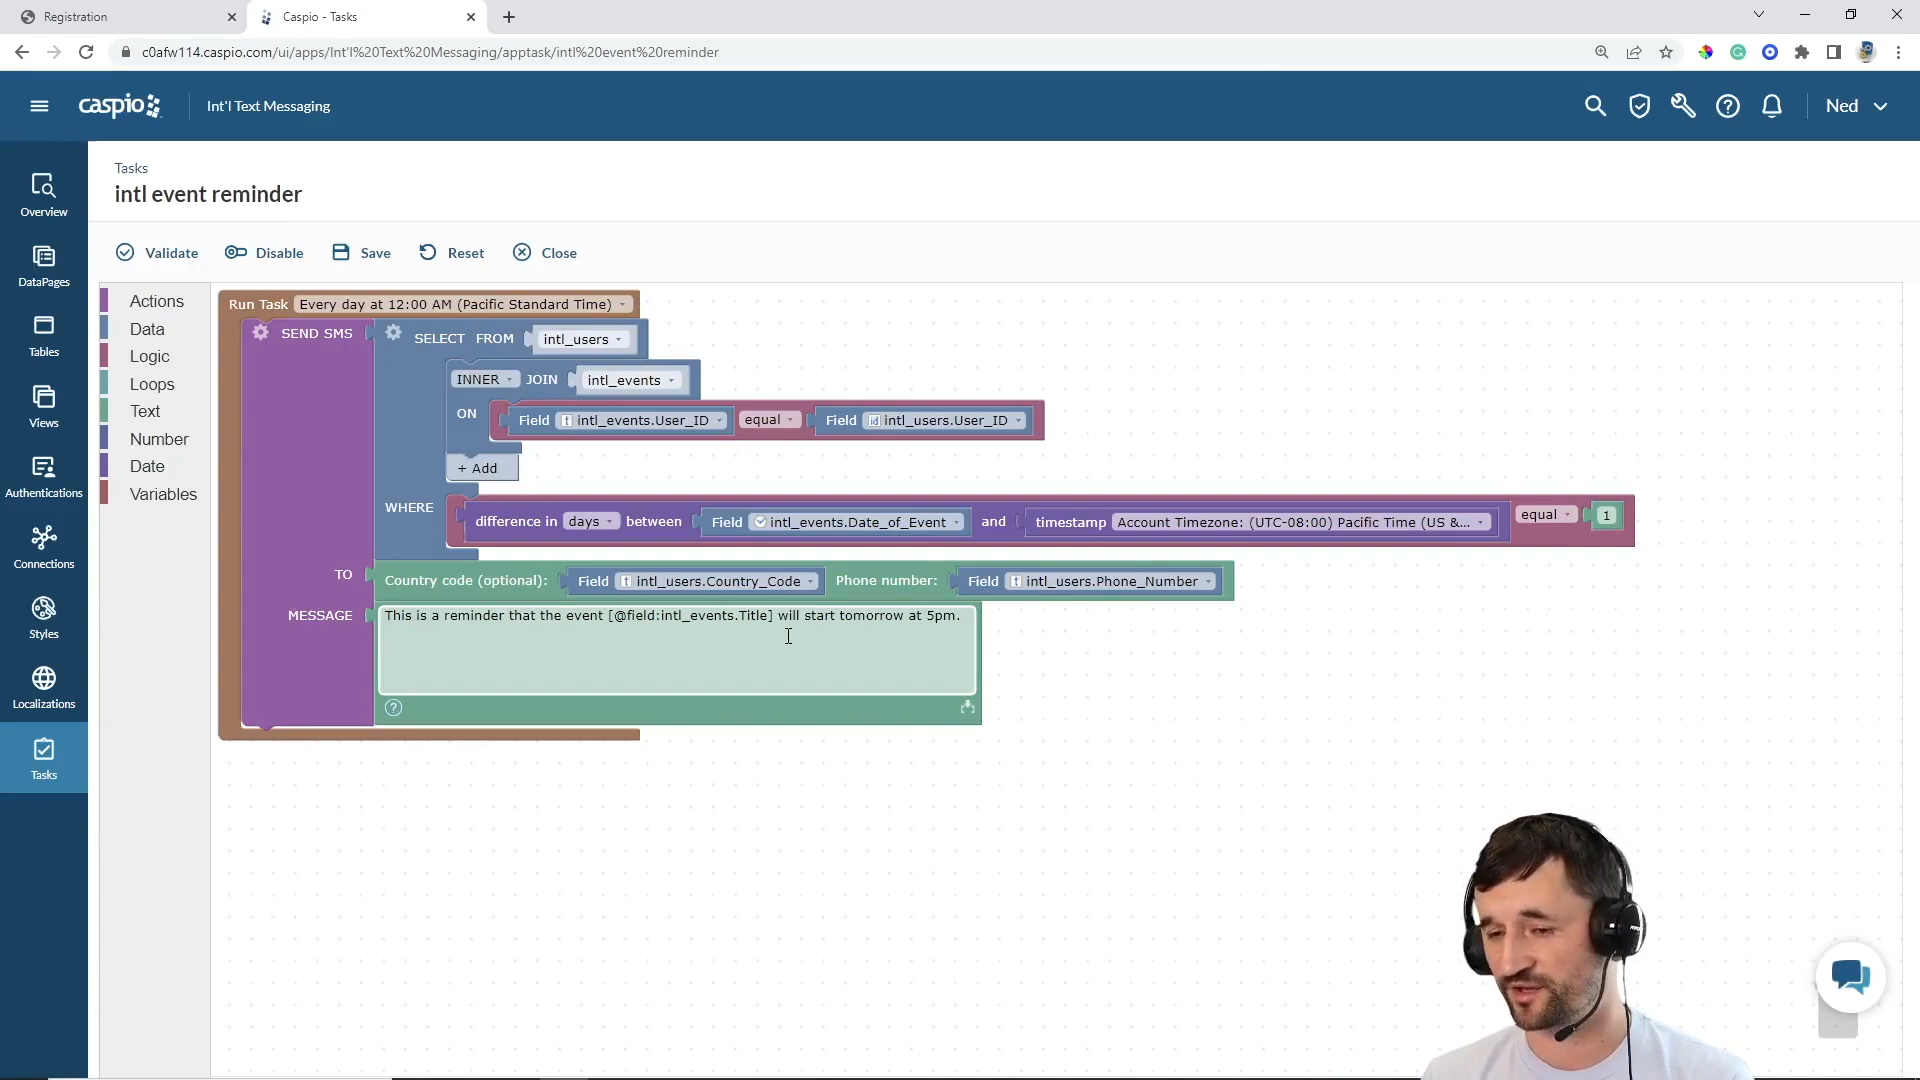 Registration
Caspio - Tasks
c0afw114.caspio.com/ui/apps/Int'l%20Text%20Messaging/apptask/intl%20event%20reminder
caspio
Int'l Text Messaging
Ned
Tasks
intl event reminder
Overview
DataPages
Tables
Views
Authentications
Connections
Styles
Localizations
Tasks
Validate Disable Save Reset Close
Actions
Data
Logic
Loops
Text
Number
Date
Variables
Run Task Every day at 12:00 AM (Pacific Standard Time)
SEND SMS SELECT FROM intl_users
INNER JOIN intl_events
ON Field intl_events.User_ID equal Field intl_users.User_ID
+ Add
WHERE difference in days between Field intl_events.Date_of_Event and timestamp Account Timezone: (UTC-08:00) Pacific Time (US &... equal 1
TO Country code (optional): Field intl_users.Country_Code Phone number: Field intl_users.Phone_Number
MESSAGE This is a reminder that the event [@field:intl_events.Title] will start tomorrow at 5pm.